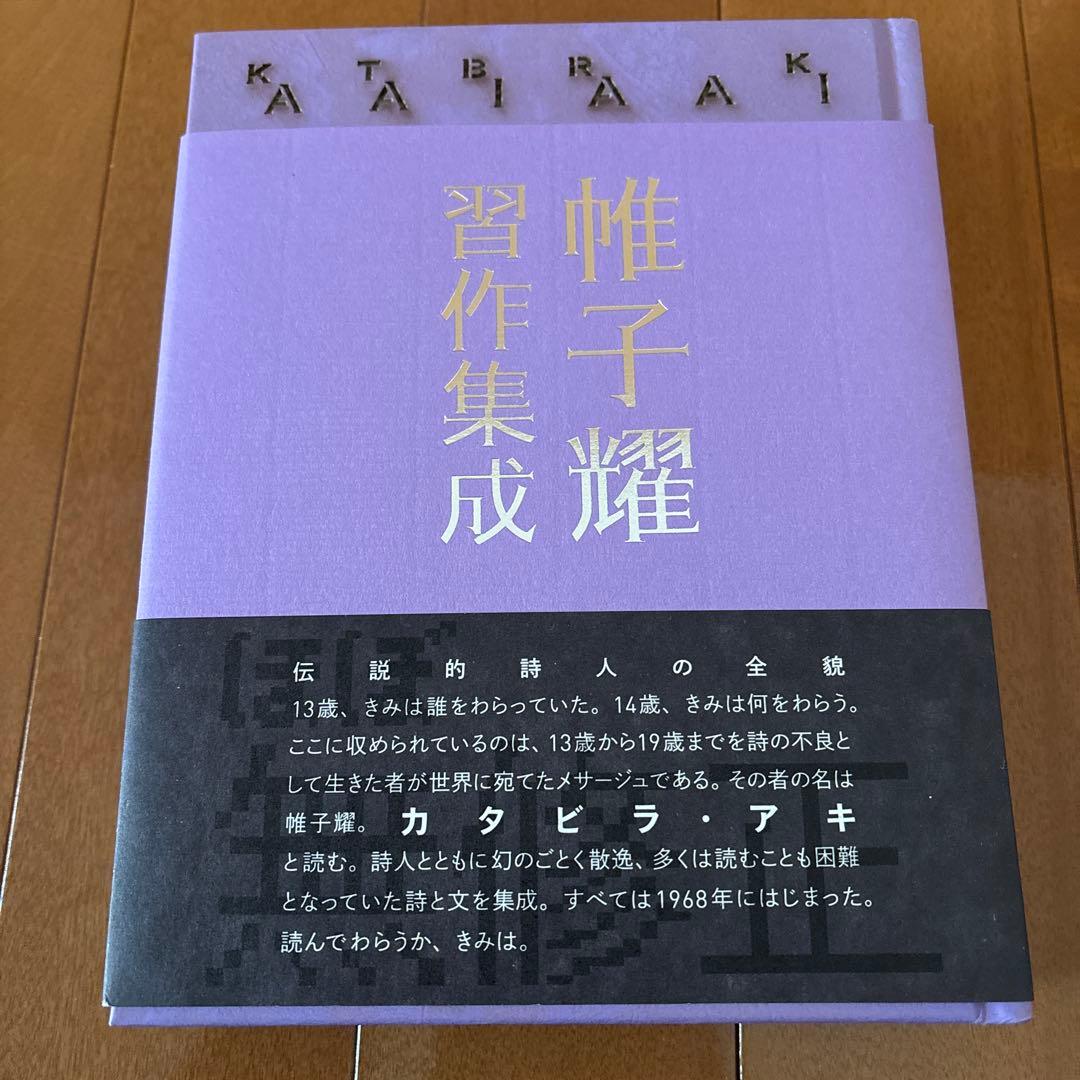 KATABIRA AKI
帷子耀
習作集成
伝説的詩人の全貌
13歳、きみは誰をわらっていた。14歳、きみは何をわらう。
ここに収められているのは、13歳から19歳までを詩の不良と
して生きた者が世界に宛てたメサージュである。その者の名は
帷子耀。カタビラ・アキ
と読む。詩人とともに幻のごとく散逸、多くは読むことも困難
となっていた詩と文を集成。すべては1968年にはじまった。
読んでわらうか、きみは。
ほぼ
無修正